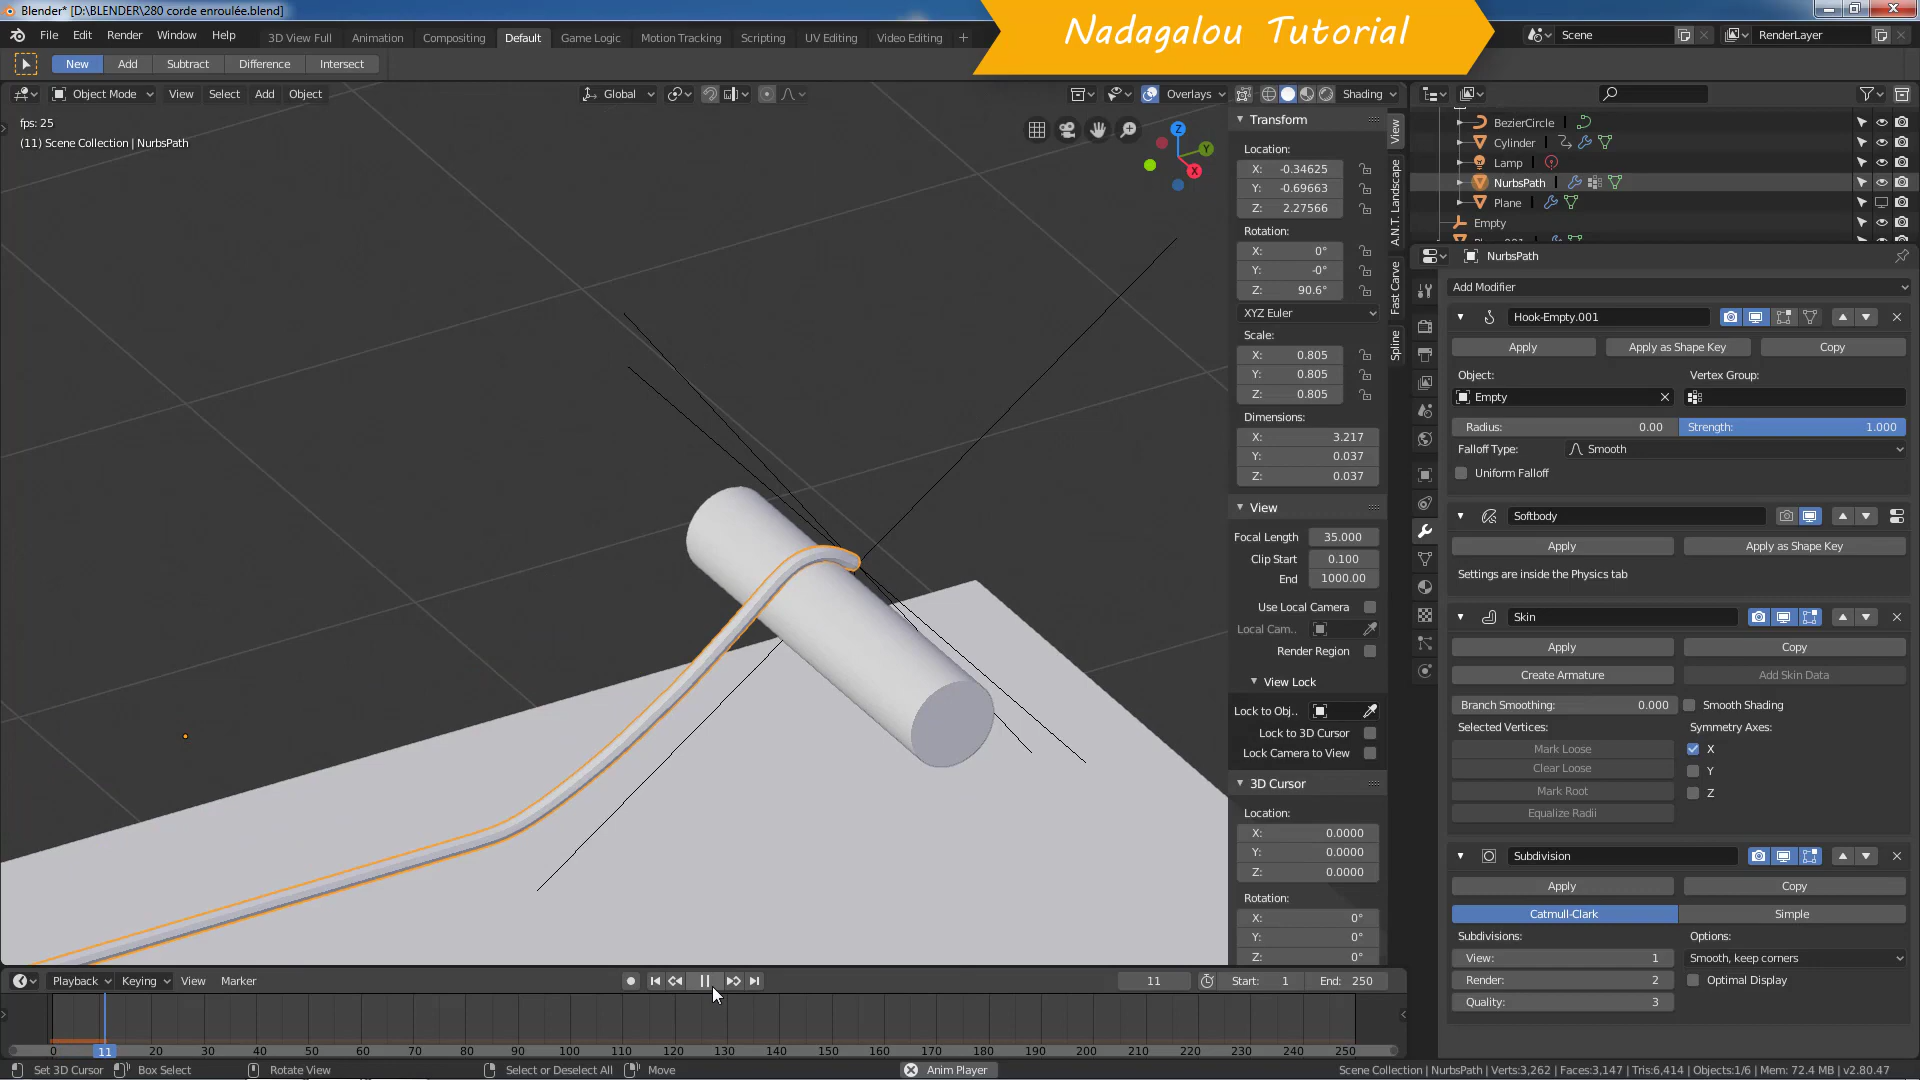 Blender* [D:\BLENDER\280 corde enroulée.blend]
Nadagalou Tutorial
File Edit Render Window Help
3D View Full Animation Compositing Default Game Logic Motion Tracking Scripting UV Editing Video Editing +
Scene
RenderLayer
New Add Subtract Difference Intersect
Object Mode View Select Add Object
Global
Overlays
Shading
fps: 25
(11) Scene Collection | NurbsPath
Z
Y
X
Transform
Location:
X: -0.34625
Y: -0.69663
Z: 2.27566
Rotation:
X: 0°
Y: -0°
Z: 90.6°
XYZ Euler
Scale:
X: 0.805
Y: 0.805
Z: 0.805
Dimensions:
X: 3.217
Y: 0.037
Z: 0.037
View
Focal Length 35.000
Clip Start 0.100
End 1000.00
Use Local Camera
Local Cam..
Render Region
View Lock
Lock to Obj..
Lock to 3D Cursor
Lock Camera to View
3D Cursor
Location:
X: 0.0000
Y: 0.0000
Z: 0.0000
Rotation:
X: 0°
Y: 0°
Z: 0°
View
A.N.T. Landscape
Fast Carve
Spline
BezierCircle
Cylinder
Lamp
NurbsPath
Plane
Empty
NurbsPath
Add Modifier
Hook-Empty.001
Apply Apply as Shape Key Copy
Object: Vertex Group:
Empty
Radius: 0.00 Strength: 1.000
Falloff Type: Smooth
Uniform Falloff
Softbody
Apply Apply as Shape Key
Settings are inside the Physics tab
Skin
Apply Copy
Create Armature Add Skin Data
Branch Smoothing: 0.000 Smooth Shading
Selected Vertices: Symmetry Axes:
Mark Loose X
Clear Loose Y
Mark Root Z
Equalize Radii
Subdivision
Apply Copy
Catmull-Clark Simple
Subdivisions: Options:
View: 1 Smooth, keep corners
Render: 2 Optimal Display
Quality: 3
Playback Keying View Marker
11 Start: 1 End: 250
0 11 20 30 40 50 60 70 80 90 100 110 120 130 140 150 160 170 180 190 200 210 220 230 240 250
Set 3D Cursor Box Select Rotate View Select or Deselect All Move Anim Player
Scene Collection | NurbsPath | Verts:3,262 | Faces:3,147 | Tris:6,414 | Objects:1/6 | Mem: 72.4 MB | v2.80.47